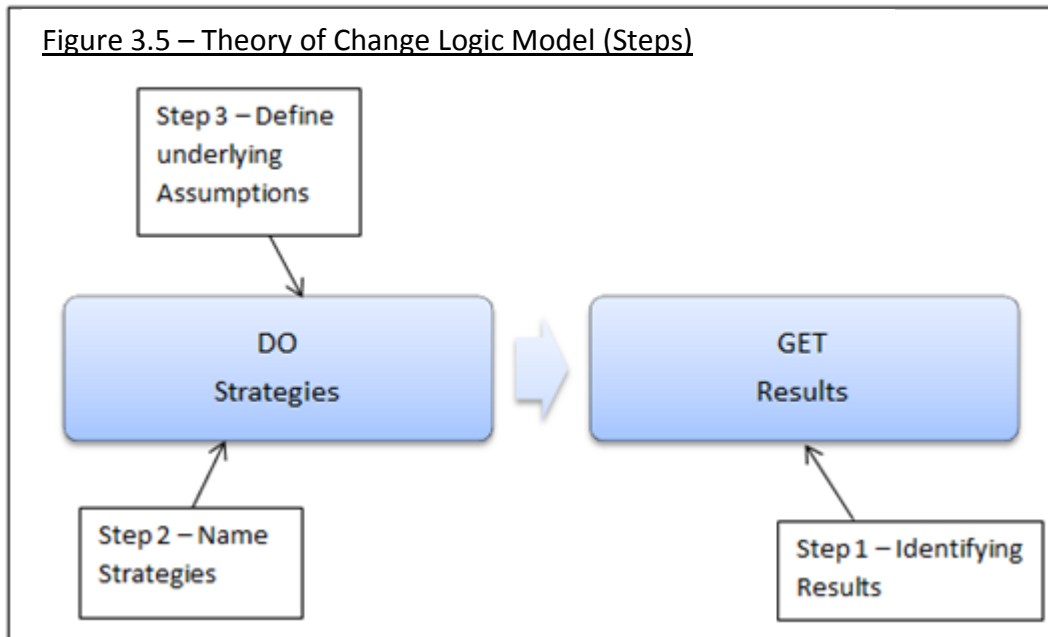 Figure 3.5 – Theory of Change Logic Model (Steps)
Step 3 – Define
underlying
Assumptions
DO
Strategies
GET
Results
Step 2 – Name
Strategies
Step 1 – Identifying
Results